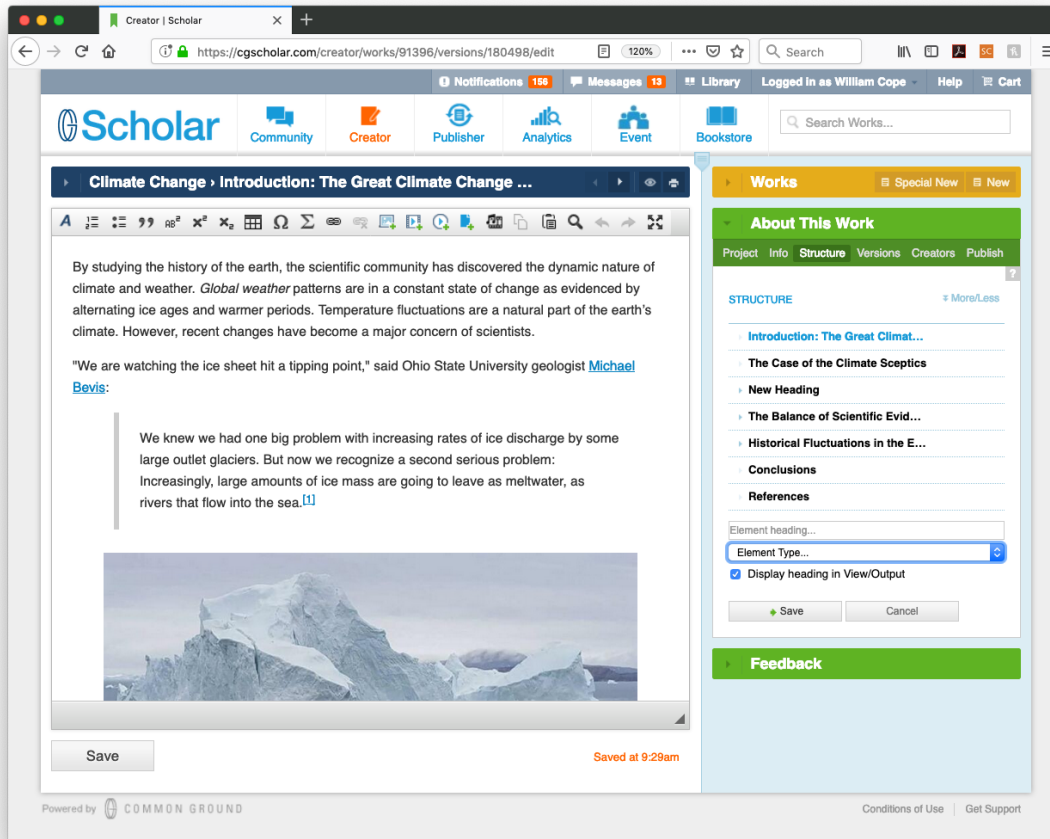 Creator | Scholar
https://cgscholar.com/creator/works/91396/versions/180498/edit
120%
Search
SC
Notifications 156
Messages 13
Library
Logged in as William Cope
Help
Cart
Scholar
Community
Creator
Publisher
Analytics
Event
Bookstore
Search Works...
Climate Change › Introduction: The Great Climate Change ...
By studying the history of the earth, the scientific community has discovered the dynamic nature of
climate and weather. Global weather patterns are in a constant state of change as evidenced by
alternating ice ages and warmer periods. Temperature fluctuations are a natural part of the earth's
climate. However, recent changes have become a major concern of scientists.
"We are watching the ice sheet hit a tipping point," said Ohio State University geologist Michael
Bevis:
We knew we had one big problem with increasing rates of ice discharge by some
large outlet glaciers. But now we recognize a second serious problem:
Increasingly, large amounts of ice mass are going to leave as meltwater, as
rivers that flow into the sea.[1]
Save
Saved at 9:29am
Works
Special New
New
About This Work
Project Info Structure Versions Creators Publish
?
STRUCTURE
More/Less
Introduction: The Great Climat...
The Case of the Climate Sceptics
New Heading
The Balance of Scientific Evid...
Historical Fluctuations in the E...
Conclusions
References
Element heading...
Element Type...
Display heading in View/Output
Save
Cancel
Feedback
Powered by COMMON GROUND
Conditions of Use
Get Support